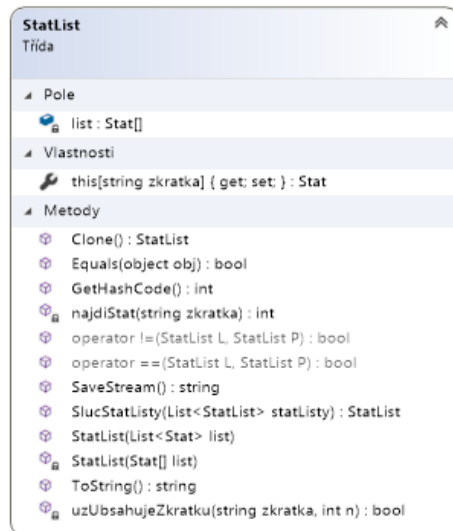 StatList
Třída
Pole
list : Stat[]
Vlastnosti
this[string zkratka] { get; set; } : Stat
Metody
Clone() : StatList
Equals(object obj) : bool
GetHashCode() : int
najdiStat(string zkratka) : int
operator !=(StatList L, StatList P) : bool
operator ==(StatList L, StatList P) : bool
SaveStream() : string
SlucStatListy(List<StatList> statListy) : StatList
StatList(List<Stat> list)
StatList(Stat[] list)
ToString() : string
uzUbsahujeZkratku(string zkratka, int n) : bool